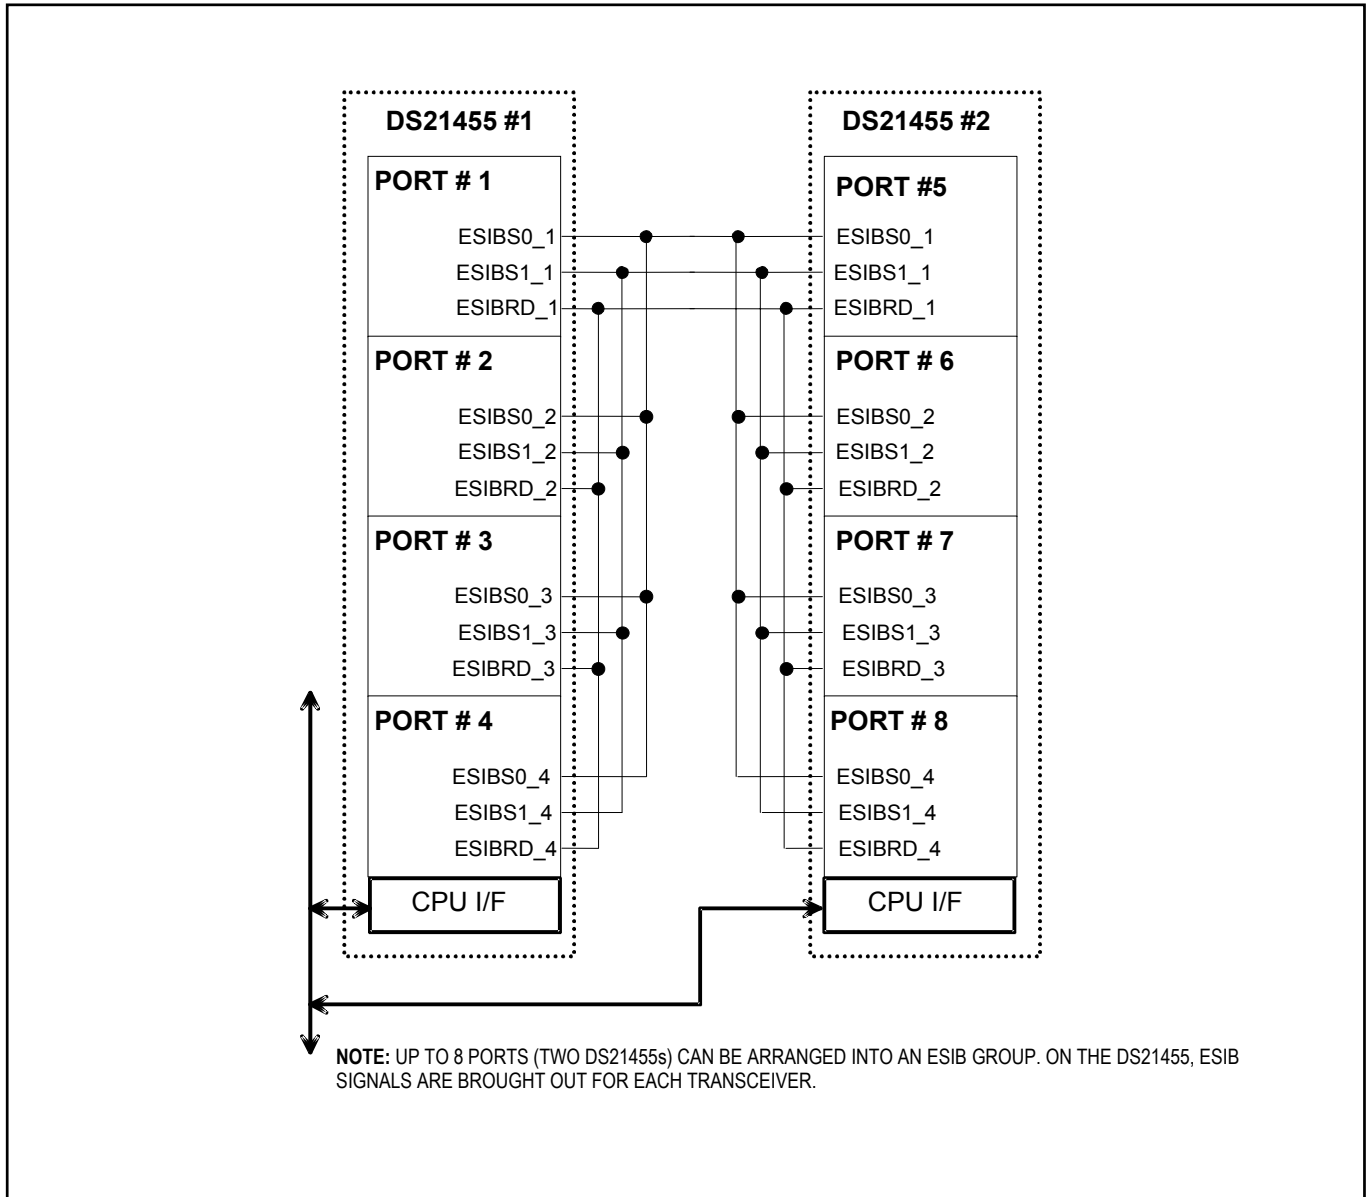 DS21455 #1
PORT # 1
ESIBS0_1
ESIBS1_1
ESIBRD_1
PORT # 2
ESIBS0_2
ESIBS1_2
ESIBRD_2
PORT # 3
ESIBS0_3
ESIBS1_3
ESIBRD_3
PORT # 4
ESIBS0_4
ESIBS1_4
ESIBRD_4
CPU I/F
DS21455 #2
PORT #5
ESIBS0_1
ESIBS1_1
ESIBRD_1
PORT # 6
ESIBS0_2
ESIBS1_2
ESIBRD_2
PORT # 7
ESIBS0_3
ESIBS1_3
ESIBRD_3
PORT # 8
ESIBS0_4
ESIBS1_4
ESIBRD_4
CPU I/F
NOTE: UP TO 8 PORTS (TWO DS21455s) CAN BE ARRANGED INTO AN ESIB GROUP. ON THE DS21455, ESIB
SIGNALS ARE BROUGHT OUT FOR EACH TRANSCEIVER.